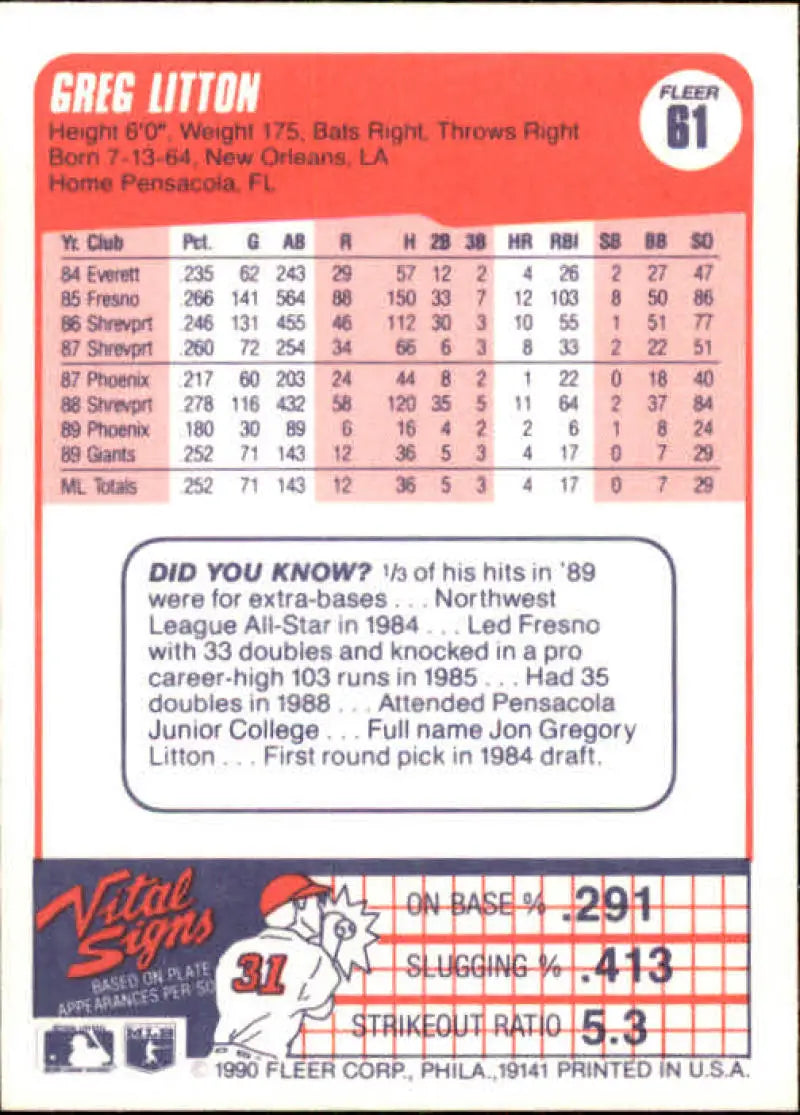 GREG LITTON
FLEER
61
Height 6'0", Weight 175, Bats Right, Throws Right
Born 7-13-64, New Orleans, LA
Home Pensacola, FL
Yr. Club Pct. G AB R H 2B 3B HR RBI SB BB SO
84 Everett .235 62 243 29 57 12 2 4 26 2 27 47
85 Fresno .266 141 564 88 150 33 7 12 103 8 50 86
86 Shrevprt .246 131 455 46 112 30 3 10 55 1 51 77
87 Shrevprt .260 72 254 34 66 6 3 8 33 2 22 51
87 Phoenix .217 60 203 24 44 8 2 1 22 0 18 40
88 Shrevprt .278 116 432 58 120 35 5 11 64 2 37 84
89 Phoenix .180 30 89 6 16 4 2 2 6 1 8 24
89 Giants .252 71 143 12 36 5 3 4 17 0 7 29
ML Totals .252 71 143 12 36 5 3 4 17 0 7 29
DID YOU KNOW? 1/3 of his hits in '89
were for extra-bases . . . Northwest
League All-Star in 1984 . . . Led Fresno
with 33 doubles and knocked in a pro
career-high 103 runs in 1985 . . . Had 35
doubles in 1988 . . . Attended Pensacola
Junior College . . . Full name Jon Gregory
Litton . . . First round pick in 1984 draft.
Vital
Signs
BASED ON PLATE
APPEARANCES PER SO
31
ON BASE % .291
SLUGGING % .413
STRIKEOUT RATIO 5.3
© 1990 FLEER CORP., PHILA., 19141 PRINTED IN U.S.A.